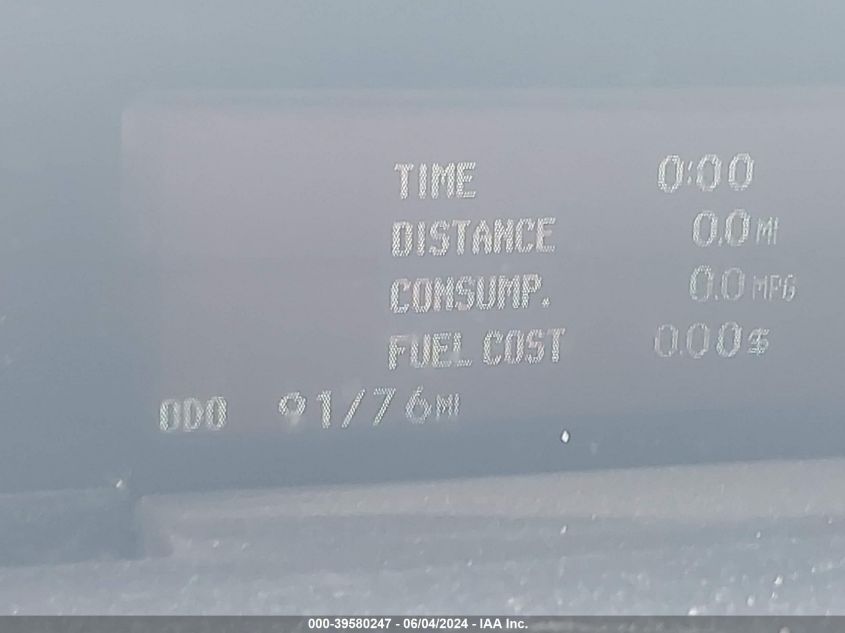 TIME 0:00
DISTANCE 0.0 MI
CONSUMP. 0.0 MPG
FUEL COST 0.00 $
ODO MI
000-39580247 - 06/04/2024 - IAA Inc.